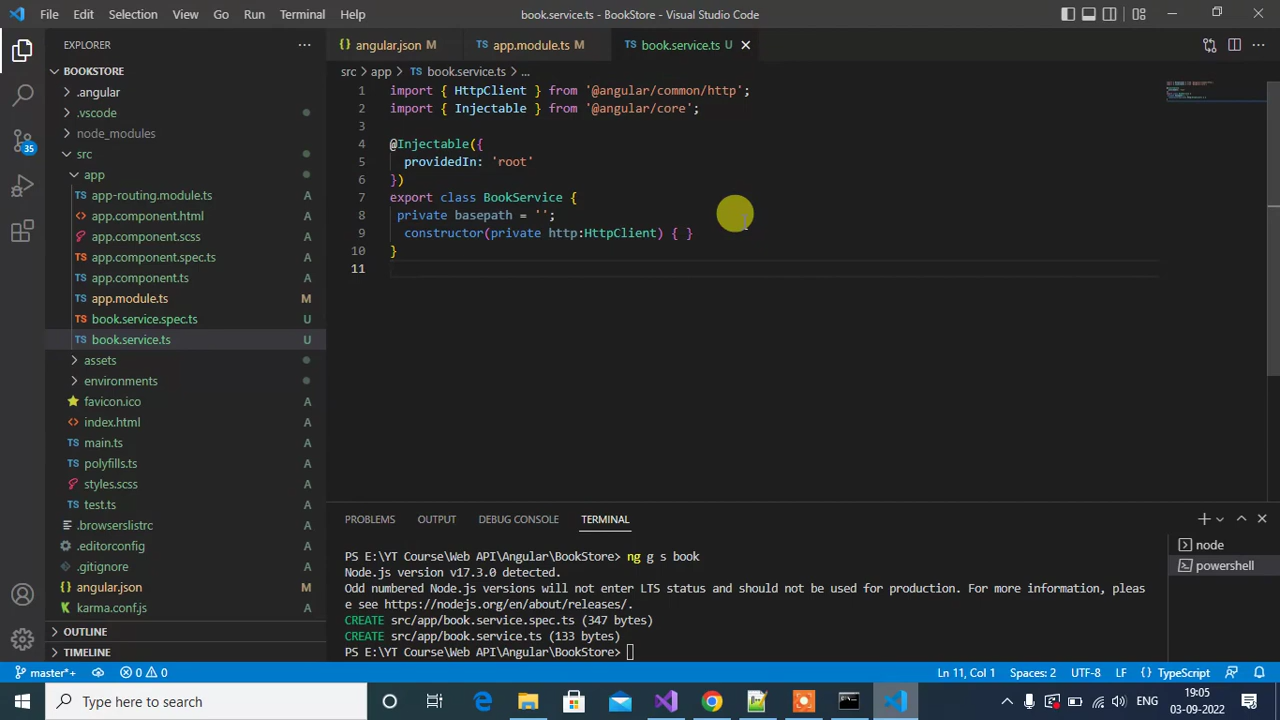 File Edit Selection View Go Run Terminal Help book.service.ts - BookStore - Visual Studio Code
EXPLORER
angular.json M
app.module.ts M
book.service.ts U
BOOKSTORE
.angular
.vscode
node_modules
src
app
app-routing.module.ts A
app.component.html A
app.component.scss A
app.component.spec.ts A
app.component.ts A
app.module.ts M
book.service.spec.ts U
book.service.ts U
assets
environments
favicon.ico A
index.html A
main.ts A
polyfills.ts A
styles.scss A
test.ts A
.browserslistrc A
.editorconfig A
.gitignore A
angular.json M
karma.conf.js A
OUTLINE
TIMELINE
35
src > app > book.service.ts > ...
1 import { HttpClient } from '@angular/common/http';
2 import { Injectable } from '@angular/core';
3
4 @Injectable({
5 providedIn: 'root'
6 })
7 export class BookService {
8 private basepath = '';
9 constructor(private http:HttpClient) { }
10 }
11
PROBLEMS OUTPUT DEBUG CONSOLE TERMINAL
PS E:\YT Course\Web API\Angular\BookStore> ng g s book
Node.js version v17.3.0 detected.
Odd numbered Node.js versions will not enter LTS status and should not be used for production. For more information, pleas
e see https://nodejs.org/en/about/releases/.
CREATE src/app/book.service.spec.ts (347 bytes)
CREATE src/app/book.service.ts (133 bytes)
PS E:\YT Course\Web API\Angular\BookStore>
node
powershell
master*+ 0 0 Ln 11, Col 1 Spaces: 2 UTF-8 LF {} TypeScript
Type here to search
ENG
19:05
03-09-2022